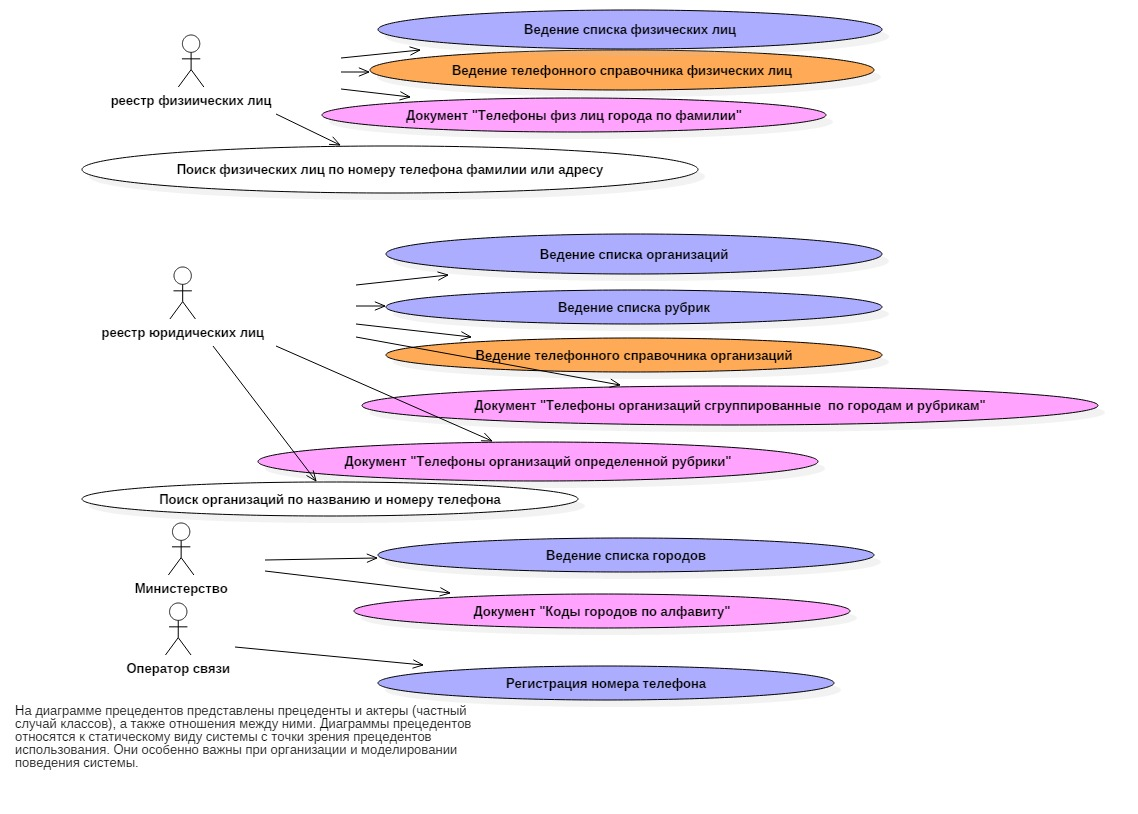 Ведение списка физических лиц
Ведение телефонного справочника физических лиц
реестр физиических лиц
Документ "Телефоны физ лиц города по фамилии"
Поиск физических лиц по номеру телефона фамилии или адресу
Ведение списка организаций
Ведение списка рубрик
реестр юридических лиц
Ведение телефонного справочника организаций
Документ "Телефоны организаций сгруппированные  по городам и рубрикам"
Документ "Телефоны организаций определенной рубрики"
Поиск организаций по названию и номеру телефона
Ведение списка городов
Министерство
Документ "Коды городов по алфавиту"
Оператор связи
Регистрация номера телефона
На диаграмме прецедентов представлены прецеденты и актеры (частный
случай классов), а также отношения между ними. Диаграммы прецедентов
относятся к статическому виду системы с точки зрения прецедентов
использования. Они особенно важны при организации и моделировании
поведения системы.